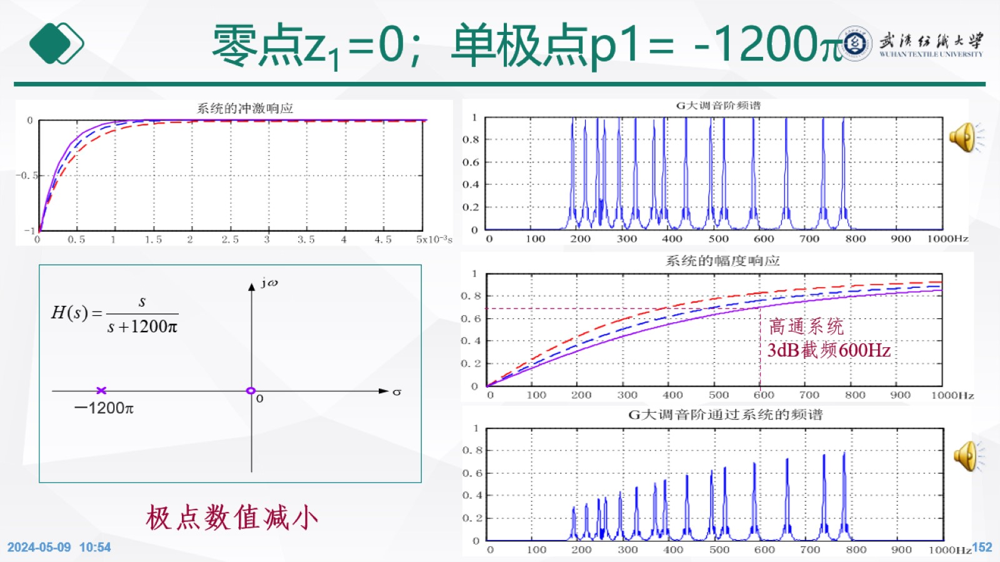 零点z₁=0；单极点p1= -1200π
武汉纺织大学
WUHAN TEXTILE UNIVERSITY
系统的冲激响应
0
-0.5
-1
0 0.5 1 1.5 2 2.5 3 3.5 4 4.5 5x10⁻³s
G大调音阶频谱
1
0.8
0.6
0.4
0.2
0
0 100 200 300 400 500 600 700 800 900 1000Hz
H(s)=s/(s+1200π)
jω
σ
0
－1200π
极点数值减小
系统的幅度响应
1
0.8
0.6
0.4
0.2
0
高通系统
3dB截频600Hz
0 100 200 300 400 500 600 700 800 900 1000Hz
G大调音阶通过系统的频谱
1
0.8
0.6
0.4
0.2
0
0 100 200 300 400 500 600 700 800 900 1000Hz
2024-05-09 10:54
152